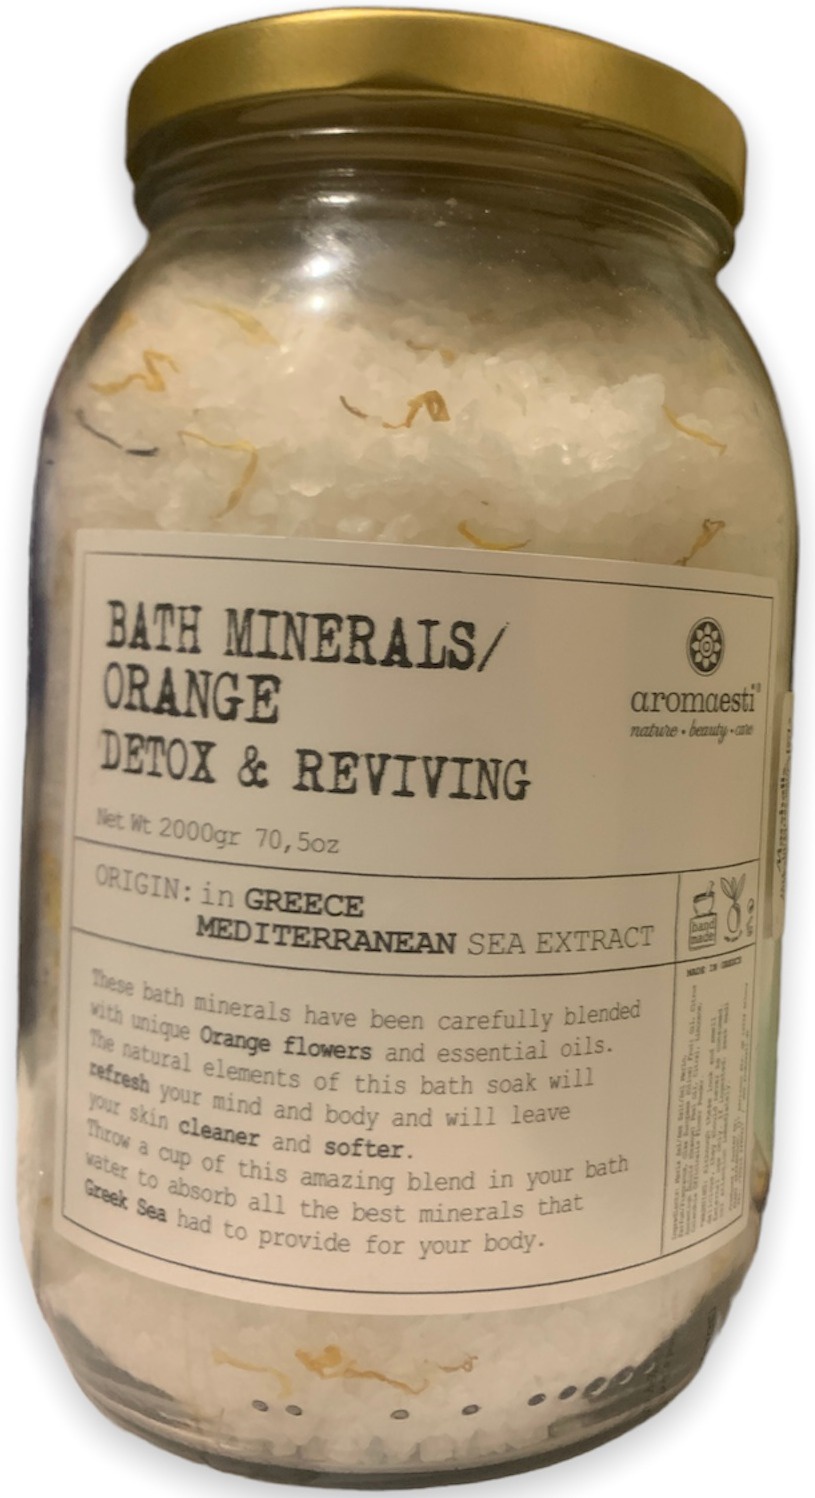 BATH MINERALS/
ORANGE
DETOX & REVIVING
aromaesti®
nature • beauty • care
Net Wt 2000gr 70,5oz
ORIGIN: in GREECE
MEDITERRANEAN SEA EXTRACT
hand
made
MADE IN GREECE
These bath minerals have been carefully blended
with unique Orange flowers and essential oils.
The natural elements of this bath soak will
refresh your mind and body and will leave
your skin cleaner and softer.
Throw a cup of this amazing blend in your bath
water to absorb all the best minerals that
Greek Sea had to provide for your body.